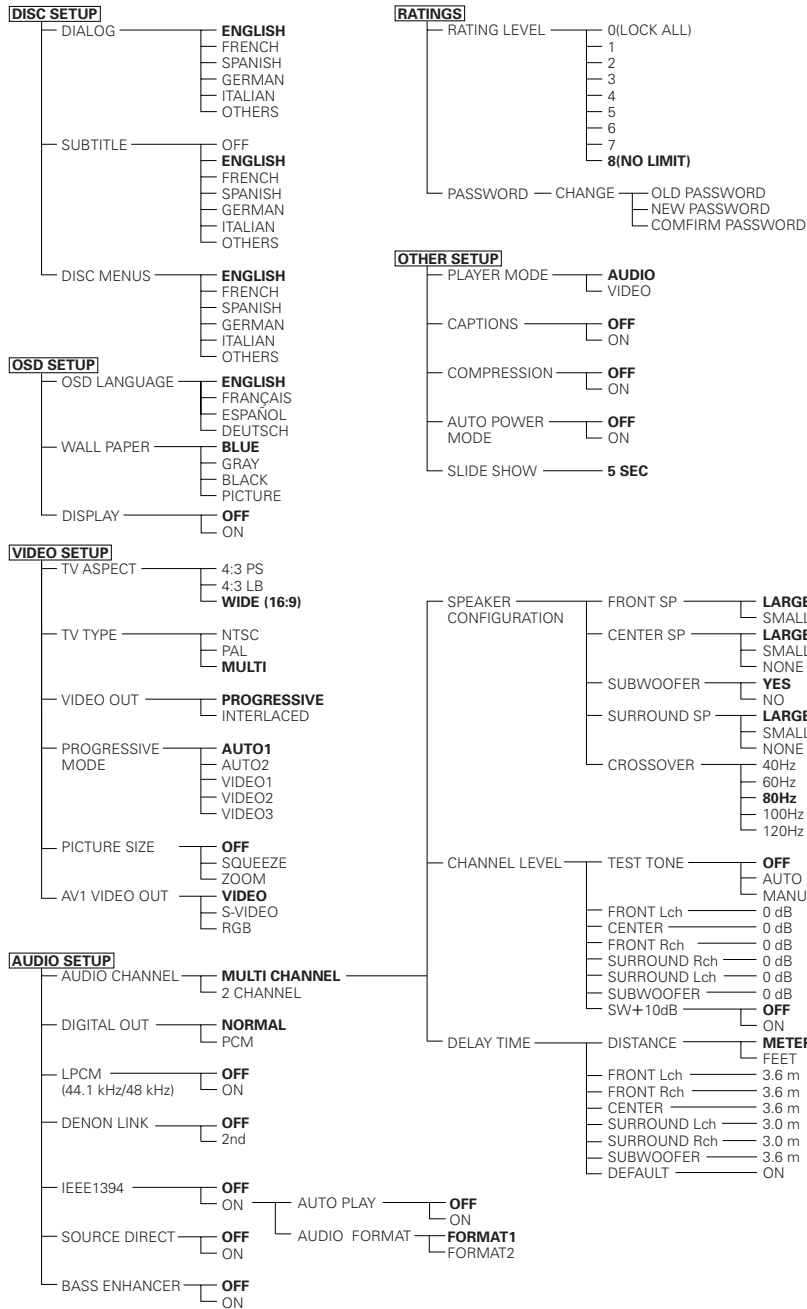 DISC SETUP
DIALOG
ENGLISH
FRENCH
SPANISH
GERMAN
ITALIAN
OTHERS
SUBTITLE
OFF
ENGLISH
FRENCH
SPANISH
GERMAN
ITALIAN
OTHERS
DISC MENUS
ENGLISH
FRENCH
SPANISH
GERMAN
ITALIAN
OTHERS
OSD SETUP
OSD LANGUAGE
ENGLISH
FRANÇAIS
ESPAÑOL
DEUTSCH
WALL PAPER
BLUE
GRAY
BLACK
PICTURE
DISPLAY
OFF
ON
VIDEO SETUP
TV ASPECT
4:3 PS
4:3 LB
WIDE (16:9)
TV TYPE
NTSC
PAL
MULTI
VIDEO OUT
PROGRESSIVE
INTERLACED
PROGRESSIVE
MODE
AUTO1
AUTO2
VIDEO1
VIDEO2
VIDEO3
PICTURE SIZE
OFF
SQUEEZE
ZOOM
AV1 VIDEO OUT
VIDEO
S-VIDEO
RGB
AUDIO SETUP
AUDIO CHANNEL
MULTI CHANNEL
2 CHANNEL
DIGITAL OUT
NORMAL
PCM
LPCM
(44.1 kHz/48 kHz)
OFF
ON
DENON LINK
OFF
2nd
IEEE1394
OFF
ON
AUTO PLAY
OFF
ON
AUDIO FORMAT
FORMAT1
FORMAT2
SOURCE DIRECT
OFF
ON
BASS ENHANCER
OFF
ON
RATINGS
RATING LEVEL
0(LOCK ALL)
1
2
3
4
5
6
7
8(NO LIMIT)
PASSWORD
CHANGE
OLD PASSWORD
NEW PASSWORD
COMFIRM PASSWORD
OTHER SETUP
PLAYER MODE
AUDIO
VIDEO
CAPTIONS
OFF
ON
COMPRESSION
OFF
ON
AUTO POWER
MODE
OFF
ON
SLIDE SHOW
5 SEC
SPEAKER
CONFIGURATION
FRONT SP
LARGE
SMALL
CENTER SP
LARGE
SMALL
NONE
SUBWOOFER
YES
NO
SURROUND SP
LARGE
SMALL
NONE
CROSSOVER
40Hz
60Hz
80Hz
100Hz
120Hz
CHANNEL LEVEL
TEST TONE
OFF
AUTO
MANU
FRONT Lch
0 dB
CENTER
0 dB
FRONT Rch
0 dB
SURROUND Rch
0 dB
SURROUND Lch
0 dB
SUBWOOFER
0 dB
SW+10dB
OFF
ON
DELAY TIME
DISTANCE
METER
FEET
FRONT Lch
3.6 m
FRONT Rch
3.6 m
CENTER
3.6 m
SURROUND Lch
3.0 m
SURROUND Rch
3.0 m
SUBWOOFER
3.6 m
DEFAULT
ON